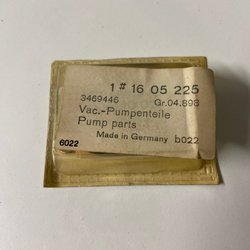 1 # 16 05 225
3469446 Gr.04.898
Vac.-Pumpenteile
Pump parts
Made in Germany b022
6022